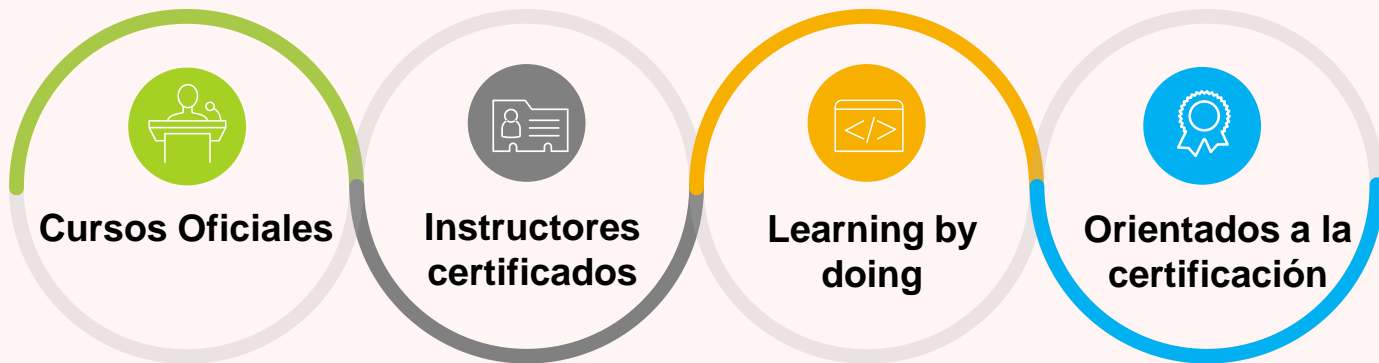 Cursos Oficiales
Instructores
certificados
Learning by
doing
Orientados a la
certificación